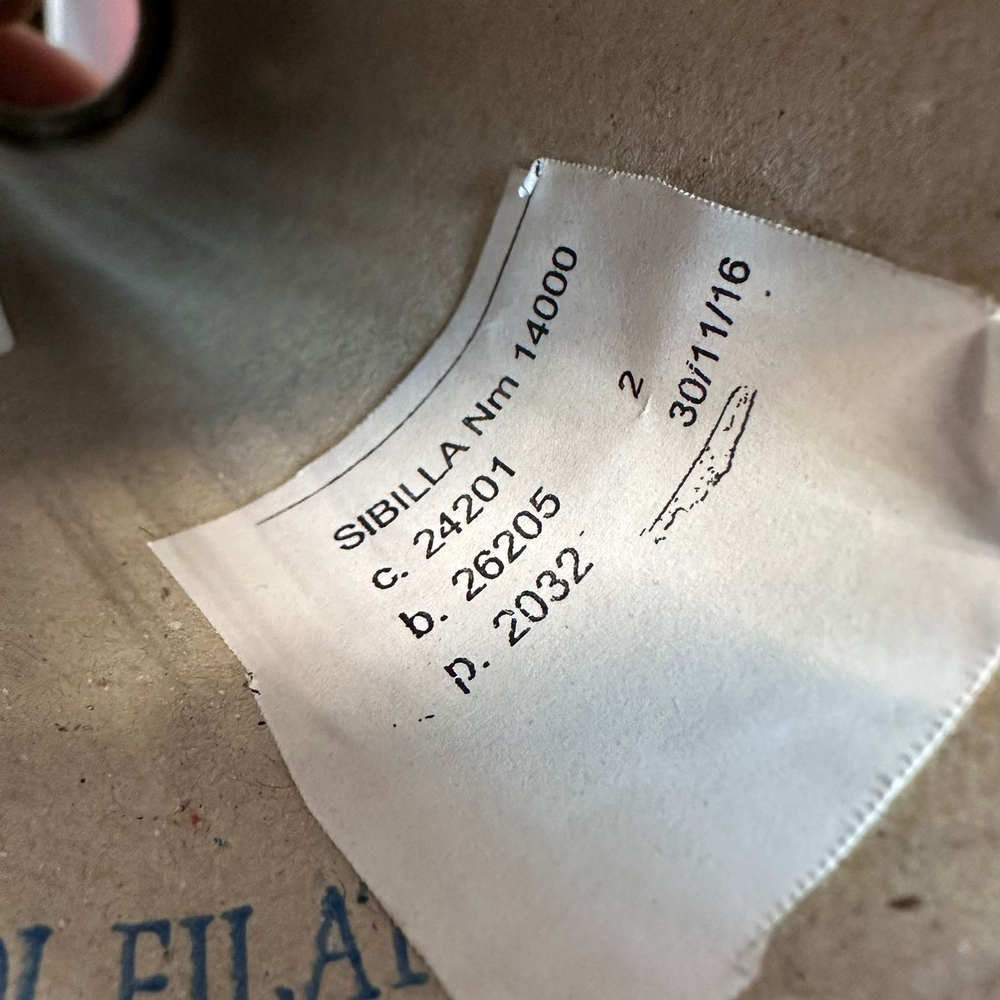 SIBILLA Nm 14000
c. 24201
b. 26205 2
p. 2032 30/11/16